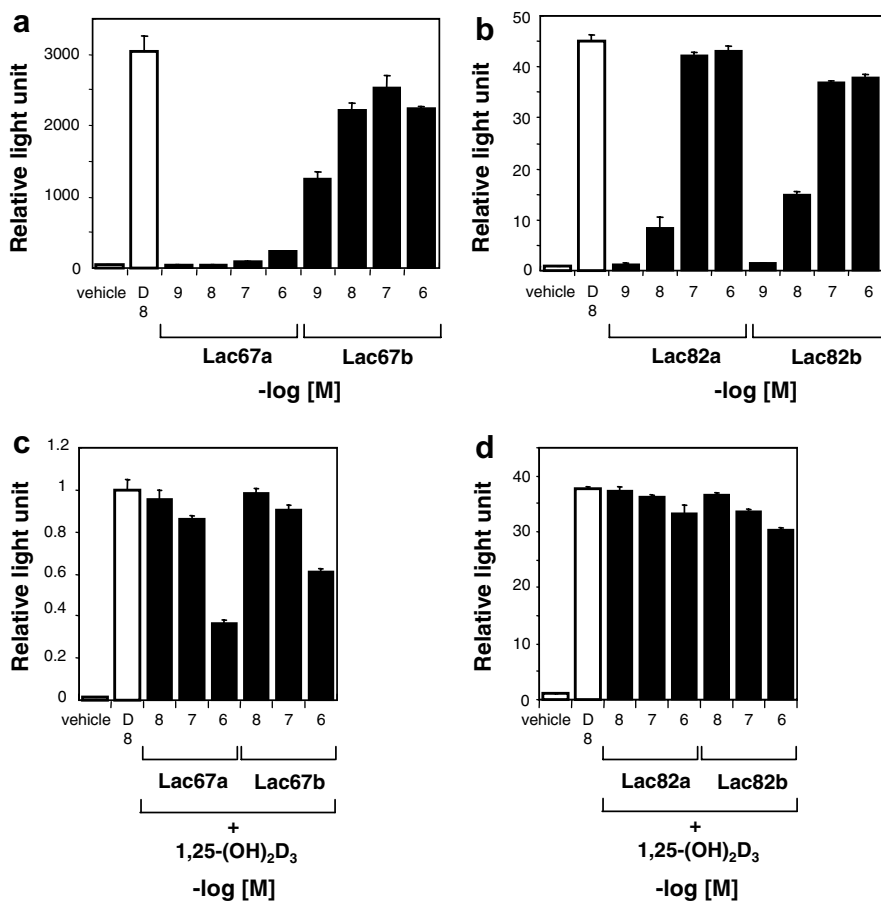 a
Relative light unit
3000
2000
1000
0
vehicle D 8 9 8 7 6 9 8 7 6
Lac67a Lac67b
-log [M]
b
Relative light unit
50
40
30
20
10
0
vehicle D 8 9 8 7 6 9 8 7 6
Lac82a Lac82b
-log [M]
c
Relative light unit
1.2
1
0.8
0.6
0.4
0.2
0
vehicle D 8 8 7 6 8 7 6
Lac67a Lac67b
+
1,25-(OH)₂D₃
-log [M]
d
Relative light unit
40
30
20
10
0
vehicle D 8 8 7 6 8 7 6
Lac82a Lac82b
+
1,25-(OH)₂D₃
-log [M]